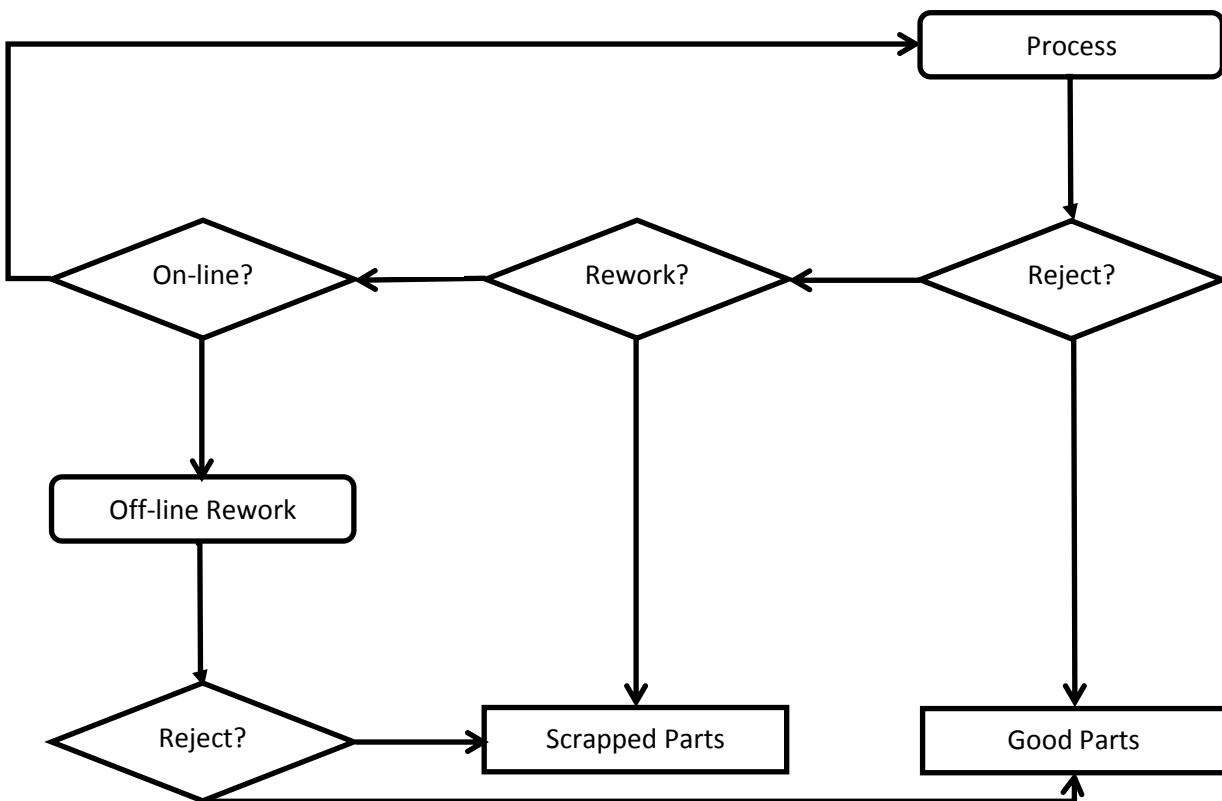 Process
On-line?
Rework?
Reject?
Off-line Rework
Reject?
Scrapped Parts
Good Parts